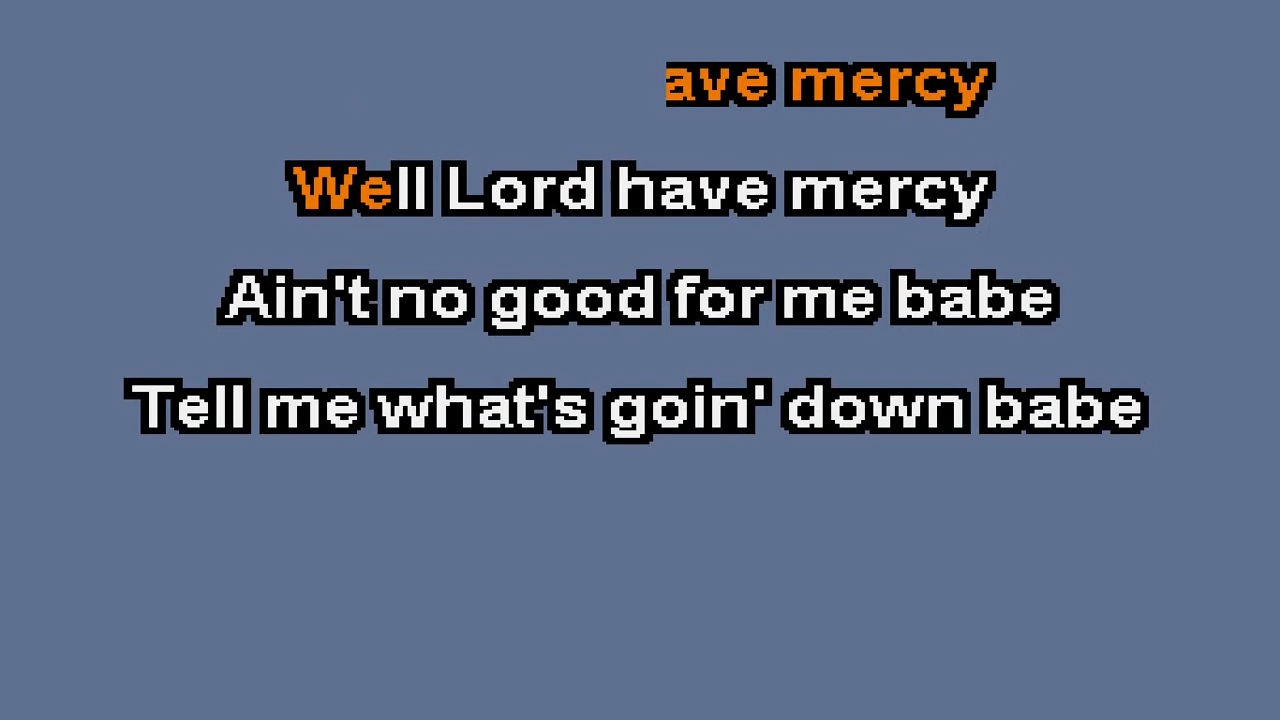 ave mercy
Well Lord have mercy
Ain't no good for me babe
Tell me what's goin' down babe